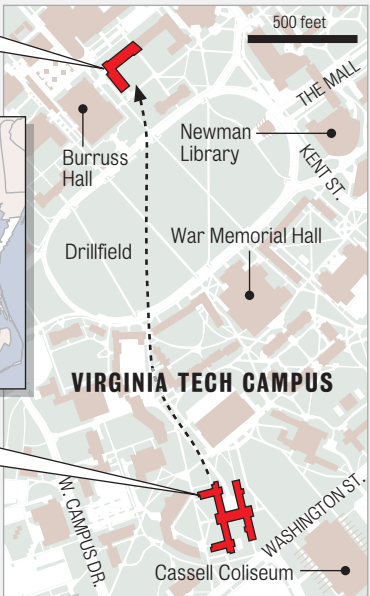 500 feet
THE MALL
Newman
Library
KENT ST.
Burruss
Hall
Drillfield
War Memorial Hall
VIRGINIA TECH CAMPUS
W. CAMPUS DR.
WASHINGTON ST.
Cassell Coliseum